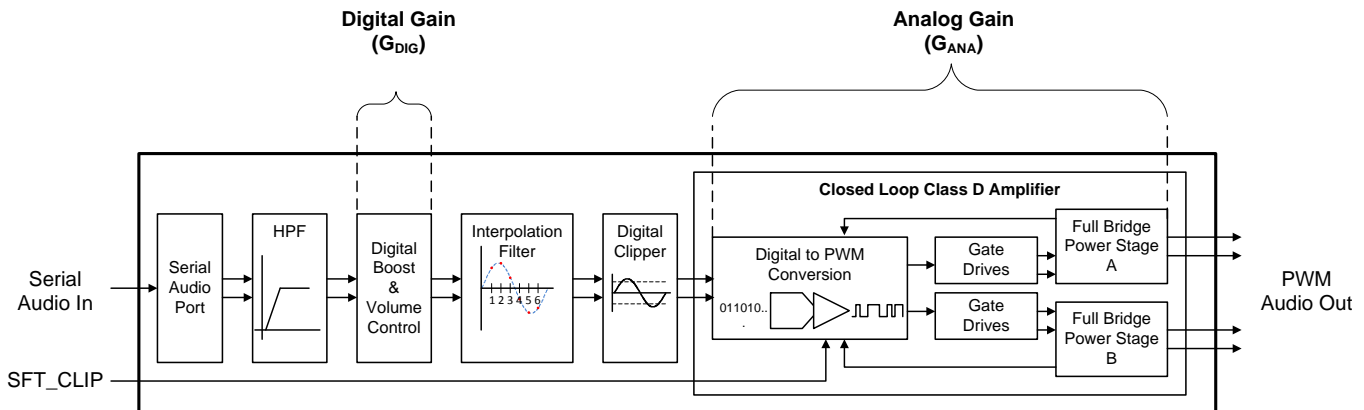 Digital Gain
(GDIG)
Analog Gain
(GANA)
Closed Loop Class D Amplifier
Serial
Audio In
Serial
Audio
Port
HPF
Digital
Boost
&
Volume
Control
Interpolation
Filter
1 2 3 4 5 6
Digital
Clipper
Digital to PWM
Conversion
011010..
.
Gate
Drives
Gate
Drives
Full Bridge
Power Stage
A
Full Bridge
Power Stage
B
PWM
Audio Out
SFT_CLIP